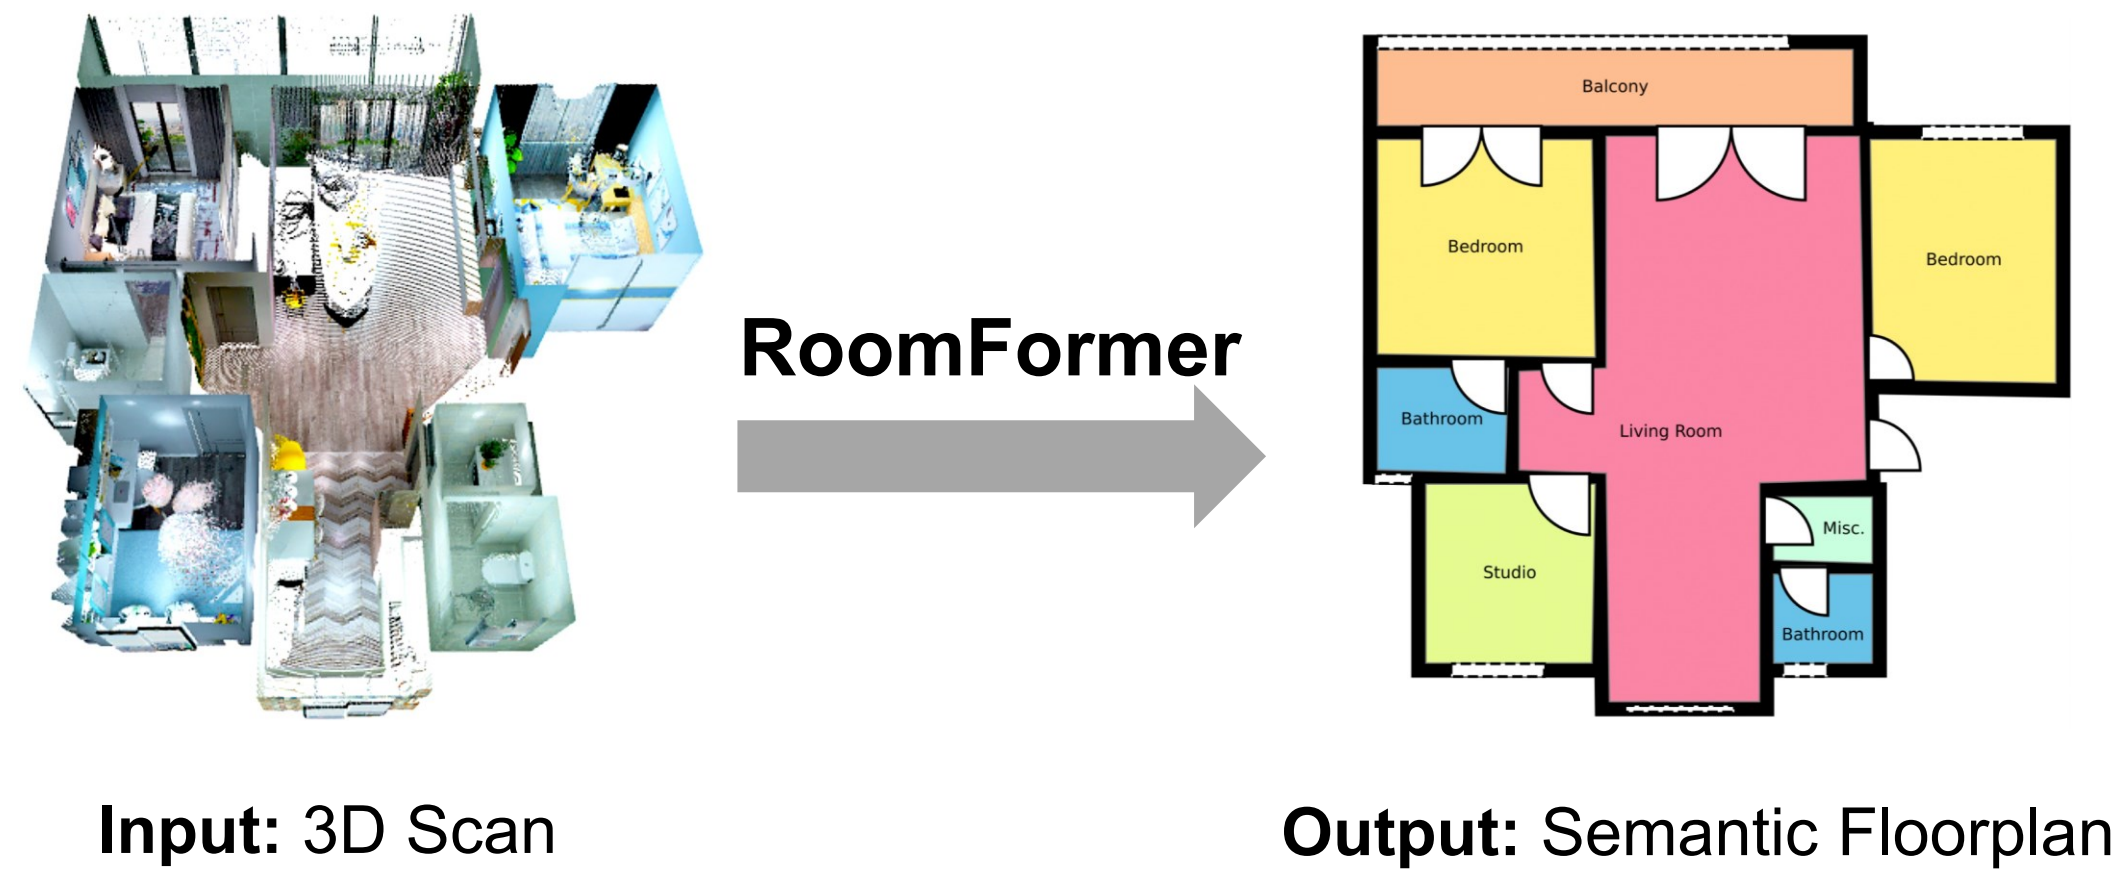 RoomFormer
Balcony
Bedroom
Bedroom
Bathroom
Living Room
Misc.
Studio
Bathroom
Input: 3D Scan
Output: Semantic Floorplan